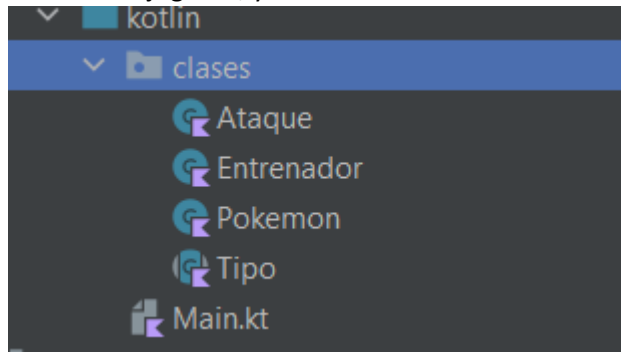 kotlin
clases
Ataque
Entrenador
Pokemon
Tipo
Main.kt